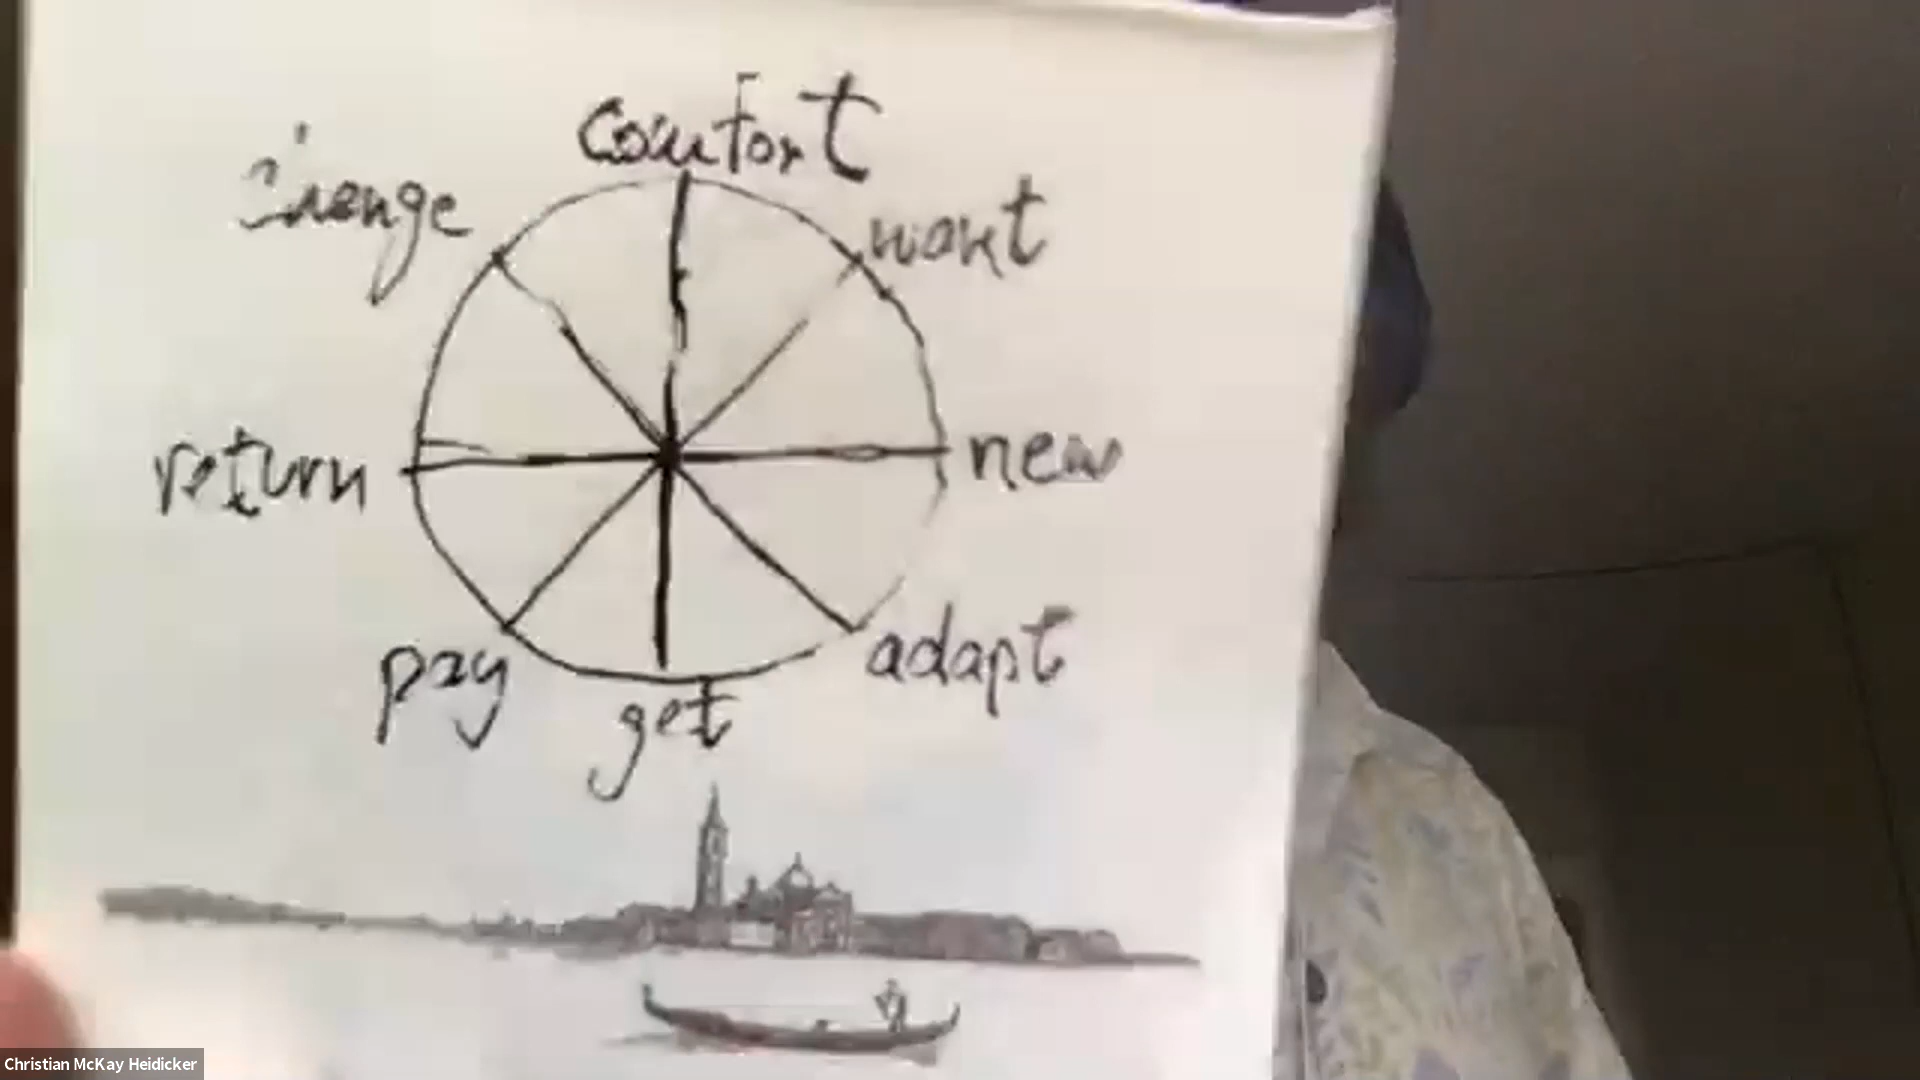 comfort
want
new
adapt
get
pay
return
change
Christian McKay Heidicker